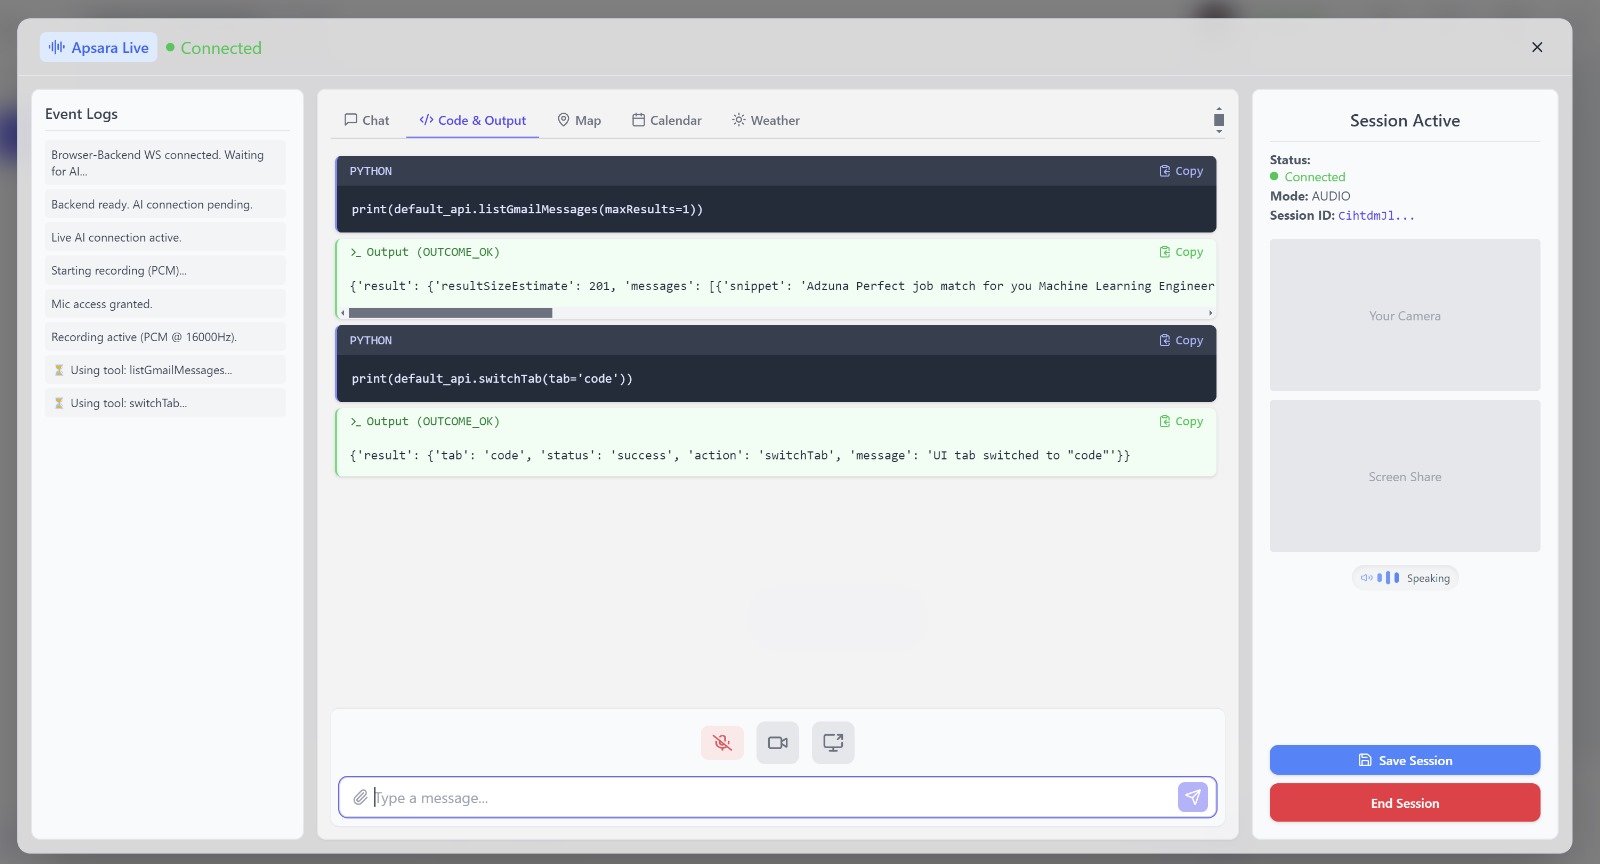 Apsara Live
Connected
Event Logs
Browser-Backend WS connected. Waiting
for AI...
Backend ready. AI connection pending.
Live AI connection active.
Starting recording (PCM)...
Mic access granted.
Recording active (PCM @ 16000Hz).
⏳ Using tool: listGmailMessages...
⏳ Using tool: switchTab...
Chat
Code & Output
Map
Calendar
Weather
PYTHON
Copy
print(default_api.listGmailMessages(maxResults=1))
Output (OUTCOME_OK)
Copy
{'result': {'resultSizeEstimate': 201, 'messages': [{'snippet': 'Adzuna Perfect job match for you Machine Learning Engineer
PYTHON
Copy
print(default_api.switchTab(tab='code'))
Output (OUTCOME_OK)
Copy
{'result': {'tab': 'code', 'status': 'success', 'action': 'switchTab', 'message': 'UI tab switched to "code"'}}
Type a message...
Session Active
Status:
Connected
Mode: AUDIO
Session ID: CihtdmJl...
Your Camera
Screen Share
Speaking
Save Session
End Session